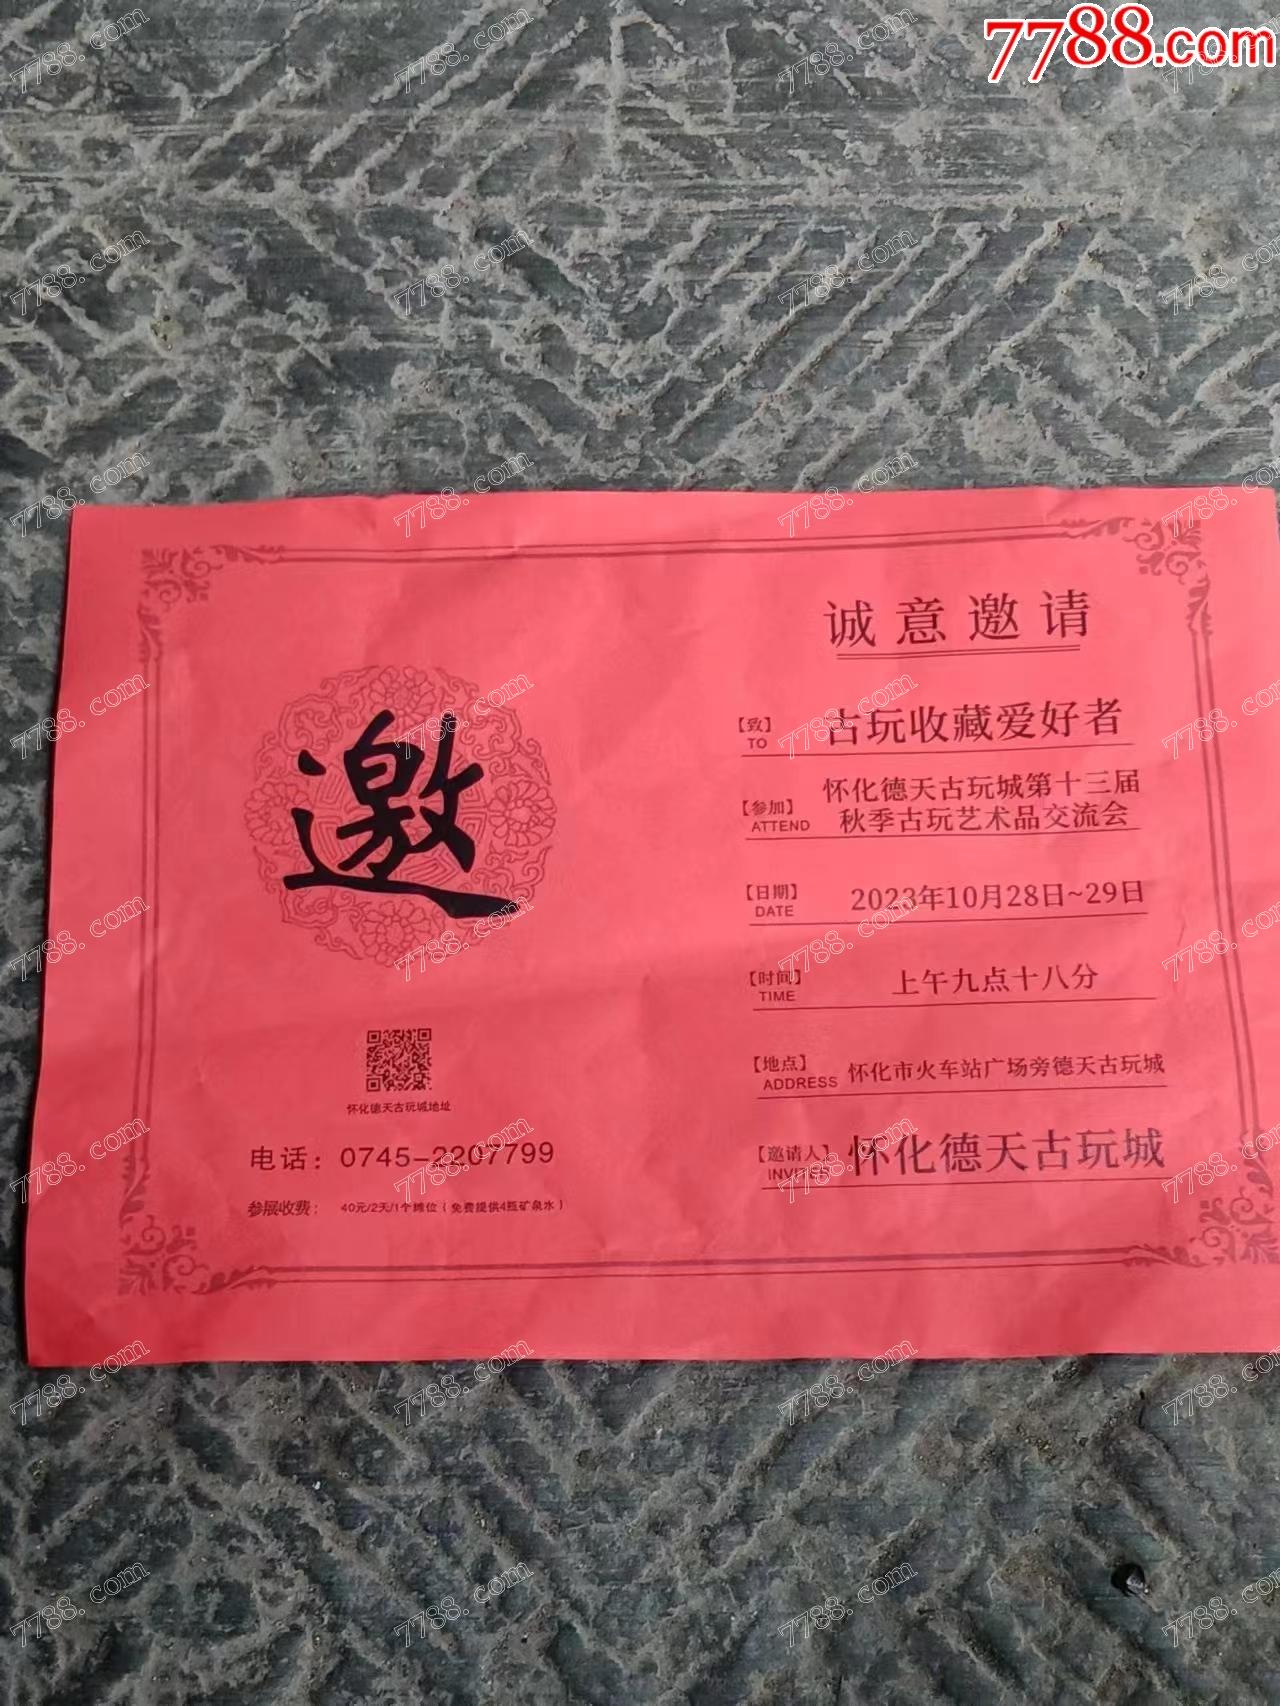 7788.com
诚意邀请
【致】 古玩收藏爱好者
TO
【参加】 怀化德天古玩城第十三届
ATTEND 秋季古玩艺术品交流会
【日期】 2023年10月28日~29日
DATE
【时间】 上午九点十八分
TIME
【地点】 怀化市火车站广场旁德天古玩城
ADDRESS
【邀请人】 怀化德天古玩城
邀
怀化德天古玩城地址
电话：0745-2207799
参展收费： 40元/2天/1个摊位（免费提供4瓶矿泉水）